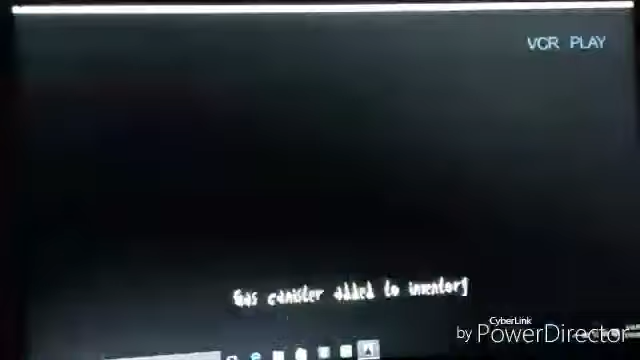 VCR PLAY
Gas canister added to inventory
CyberLink
by PowerDirector